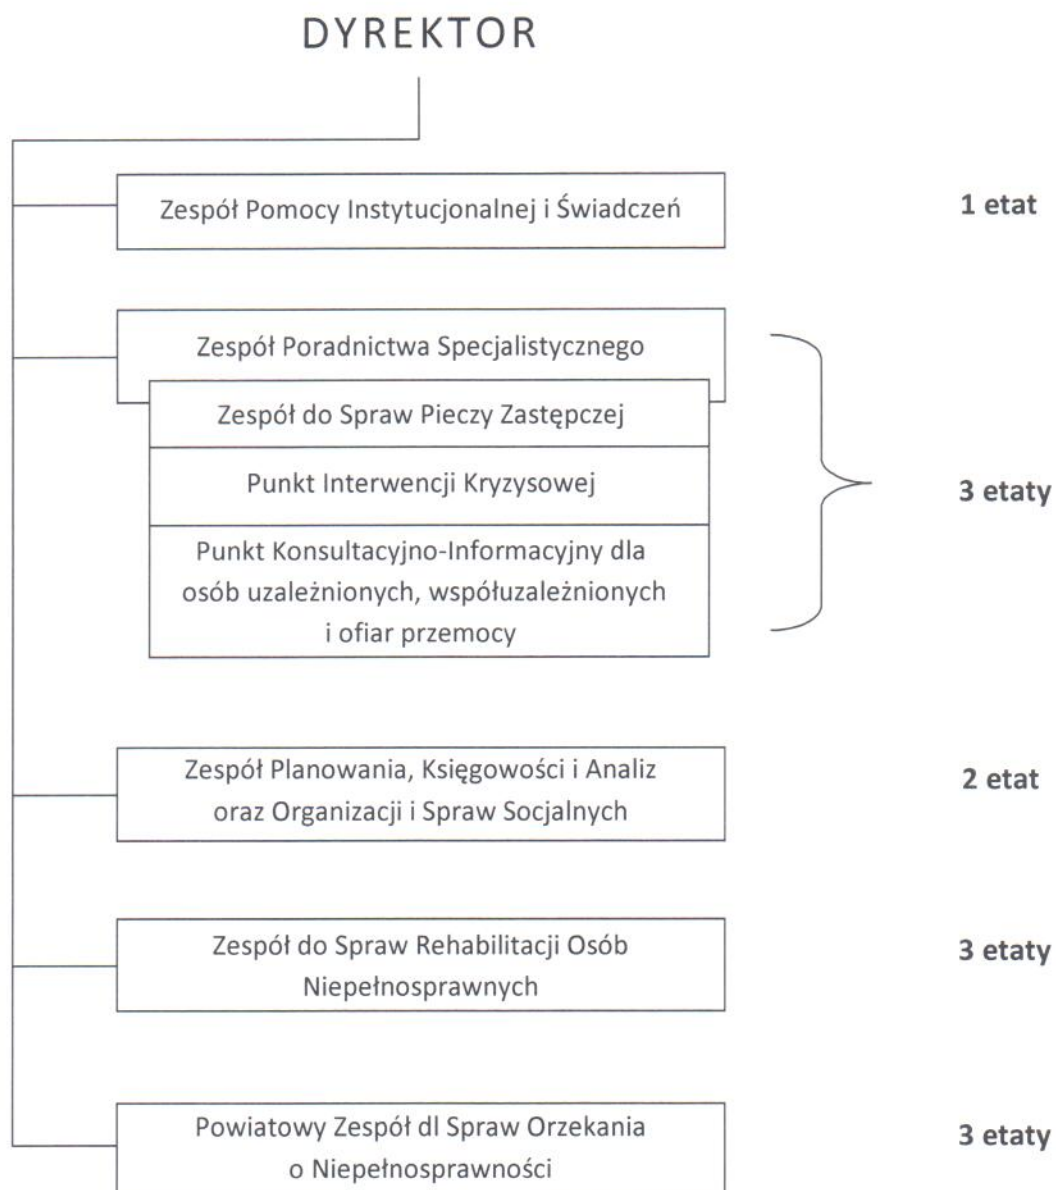 DYREKTOR
Zespół Pomocy Instytucjonalnej i Świadczeń
1 etat
Zespół Poradnictwa Specjalistycznego
Zespół do Spraw Pieczy Zastępczej
Punkt Interwencji Kryzysowej
Punkt Konsultacyjno-Informacyjny dla
osób uzależnionych, współuzależnionych
i ofiar przemocy
3 etaty
Zespół Planowania, Księgowości i Analiz
oraz Organizacji i Spraw Socjalnych
2 etat
Zespół do Spraw Rehabilitacji Osób
Niepełnosprawnych
3 etaty
Powiatowy Zespół dl Spraw Orzekania
o Niepełnosprawności
3 etaty